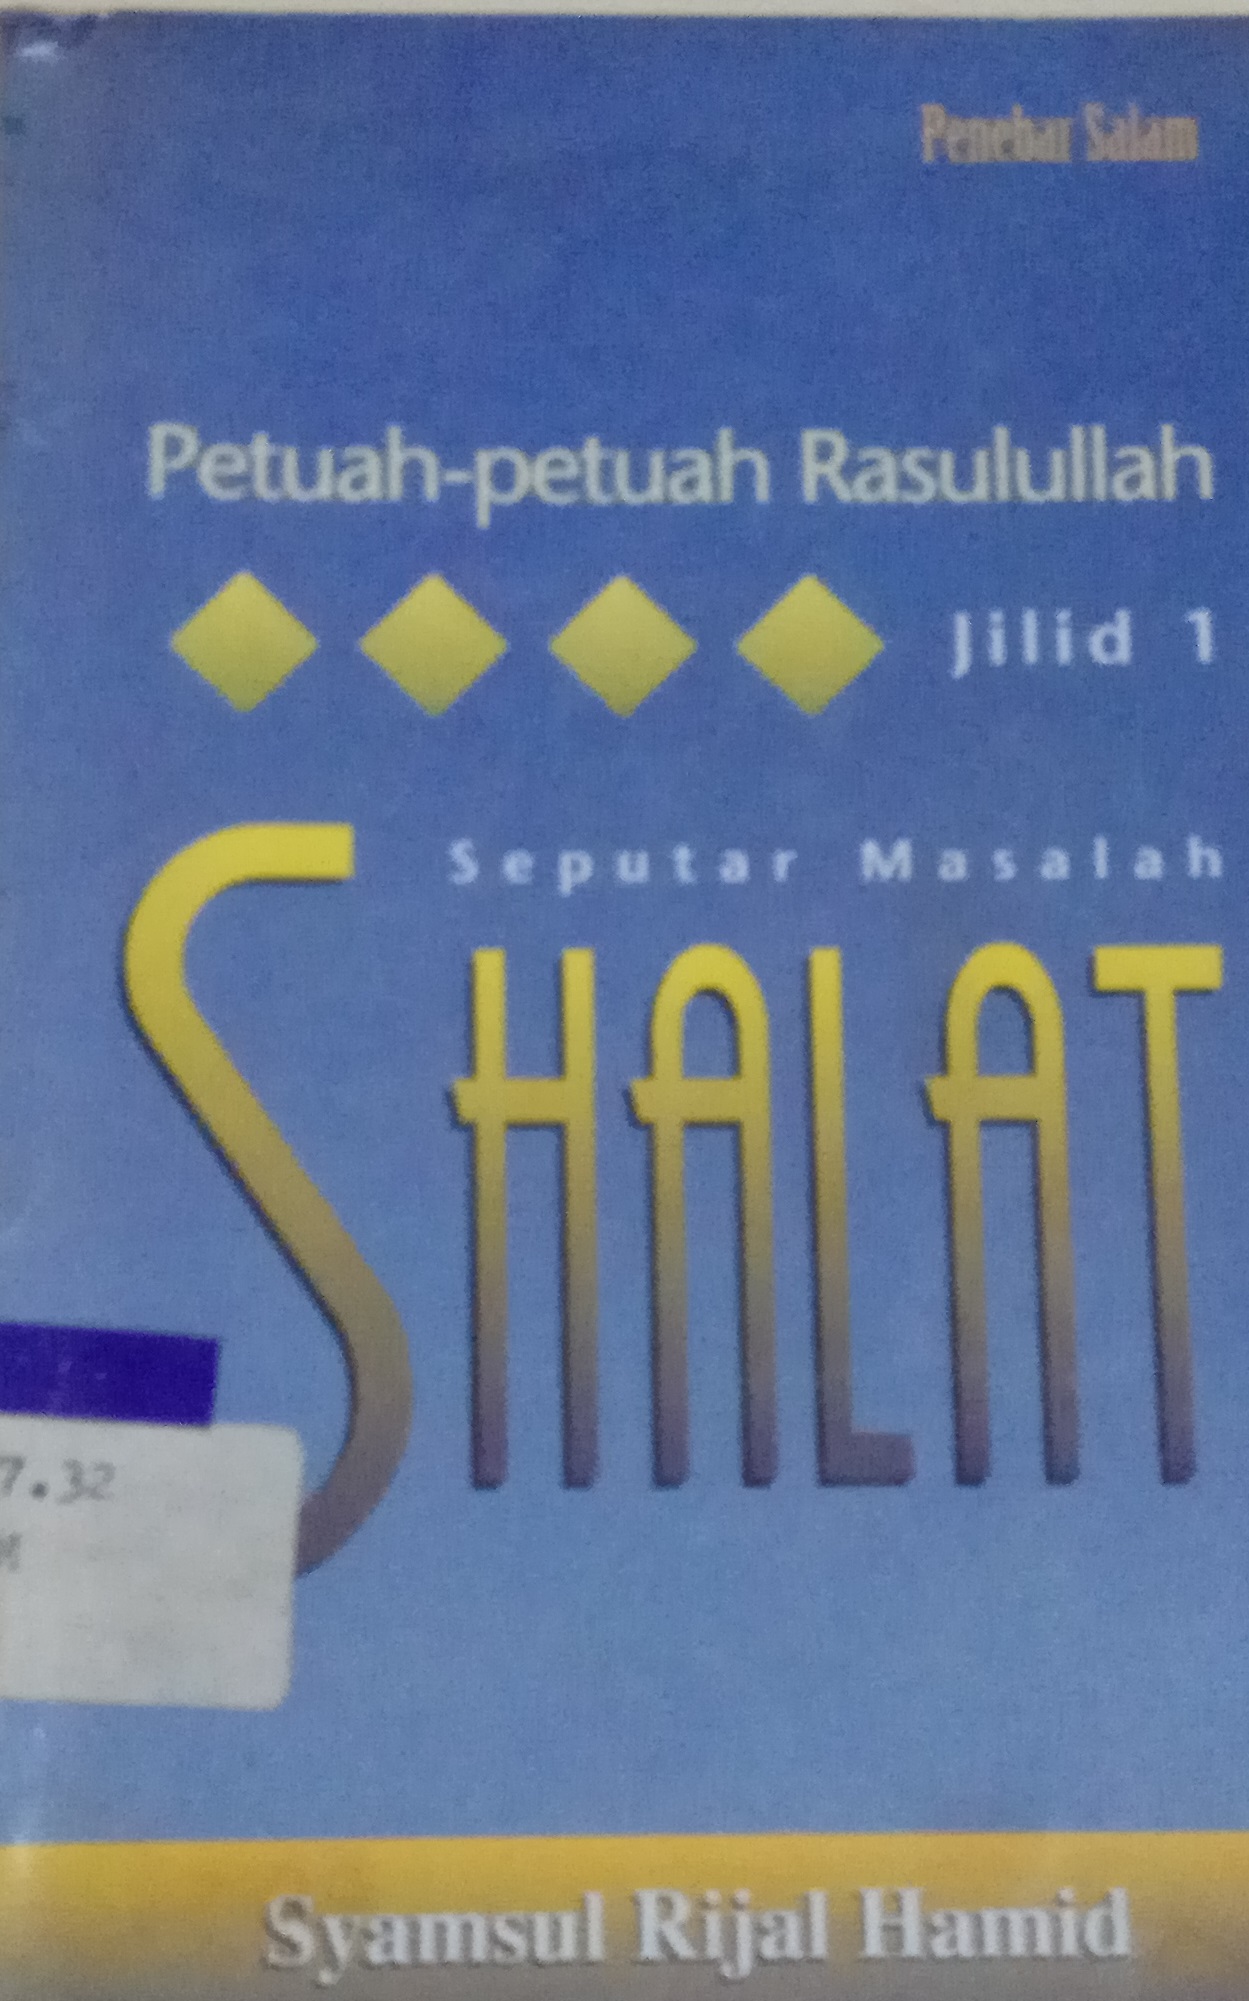 Penebar Salam
Petuah-petuah Rasulullah
Jilid 1
Seputar Masalah
SHALAT
7.32
M
Syamsul Rijal Hamid